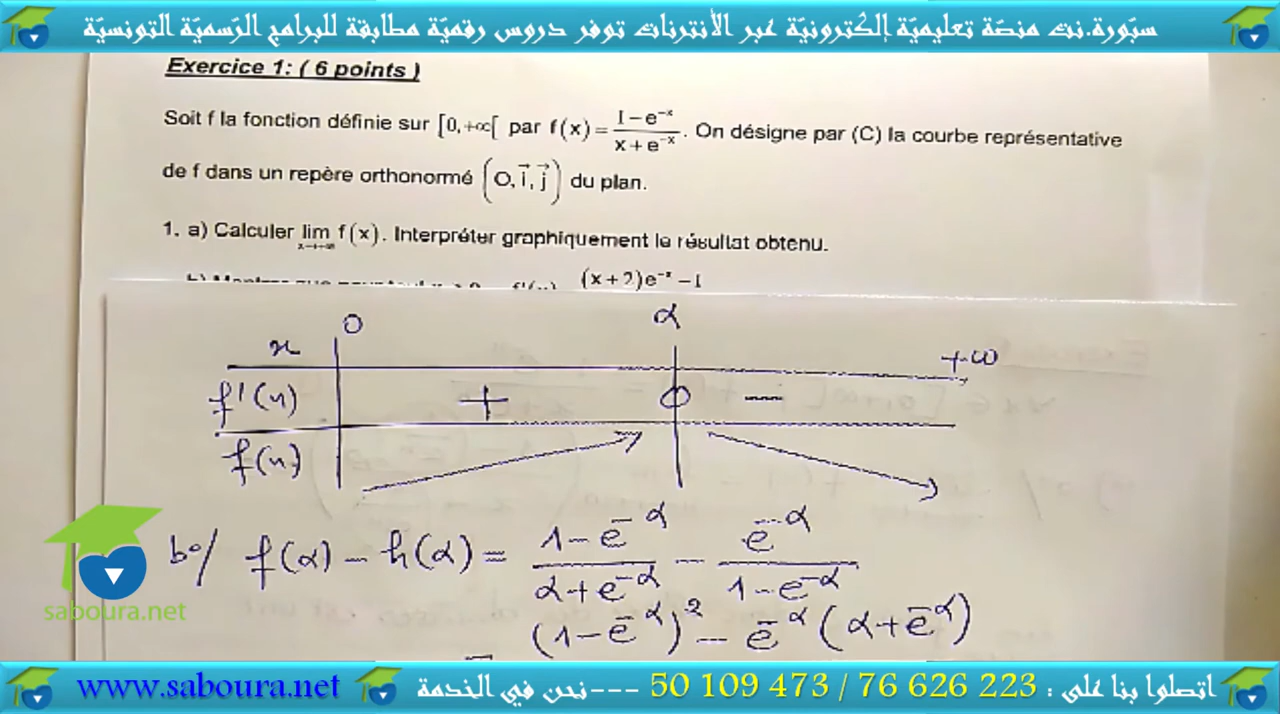 سبّورة.نت منصّة تعليميّة إلكترونيّة عبر الأنترنات توفر دروس رقميّة مطابقة للبرامج الرّسميّة التونسيّة
Exercice 1: ( 6 points )
Soit f la fonction définie sur [0,+∞[ par f(x)=(1−e^{-x})/(x+e^{-x}). On désigne par (C) la courbe représentative
de f dans un repère orthonormé (O, i⃗, j⃗) du plan.
1. a) Calculer lim_{x→+∞} f(x). Interpréter graphiquement le résultat obtenu.
((x+2)e^{-x}−1
x 0 α +∞
f'(x) + 0 −
f(x)
b°/ f(α) − h(α) = (1−e^{-α})/(α+e^{-α}) − e^{-α}/(1−e^{-α})
(1−e^{-α})² − e^{-α}(α+e^{-α})
saboura.net
www.saboura.net اتصلوا بنا على : 76 626 223 / 50 109 473 ---نحن في الخدمة